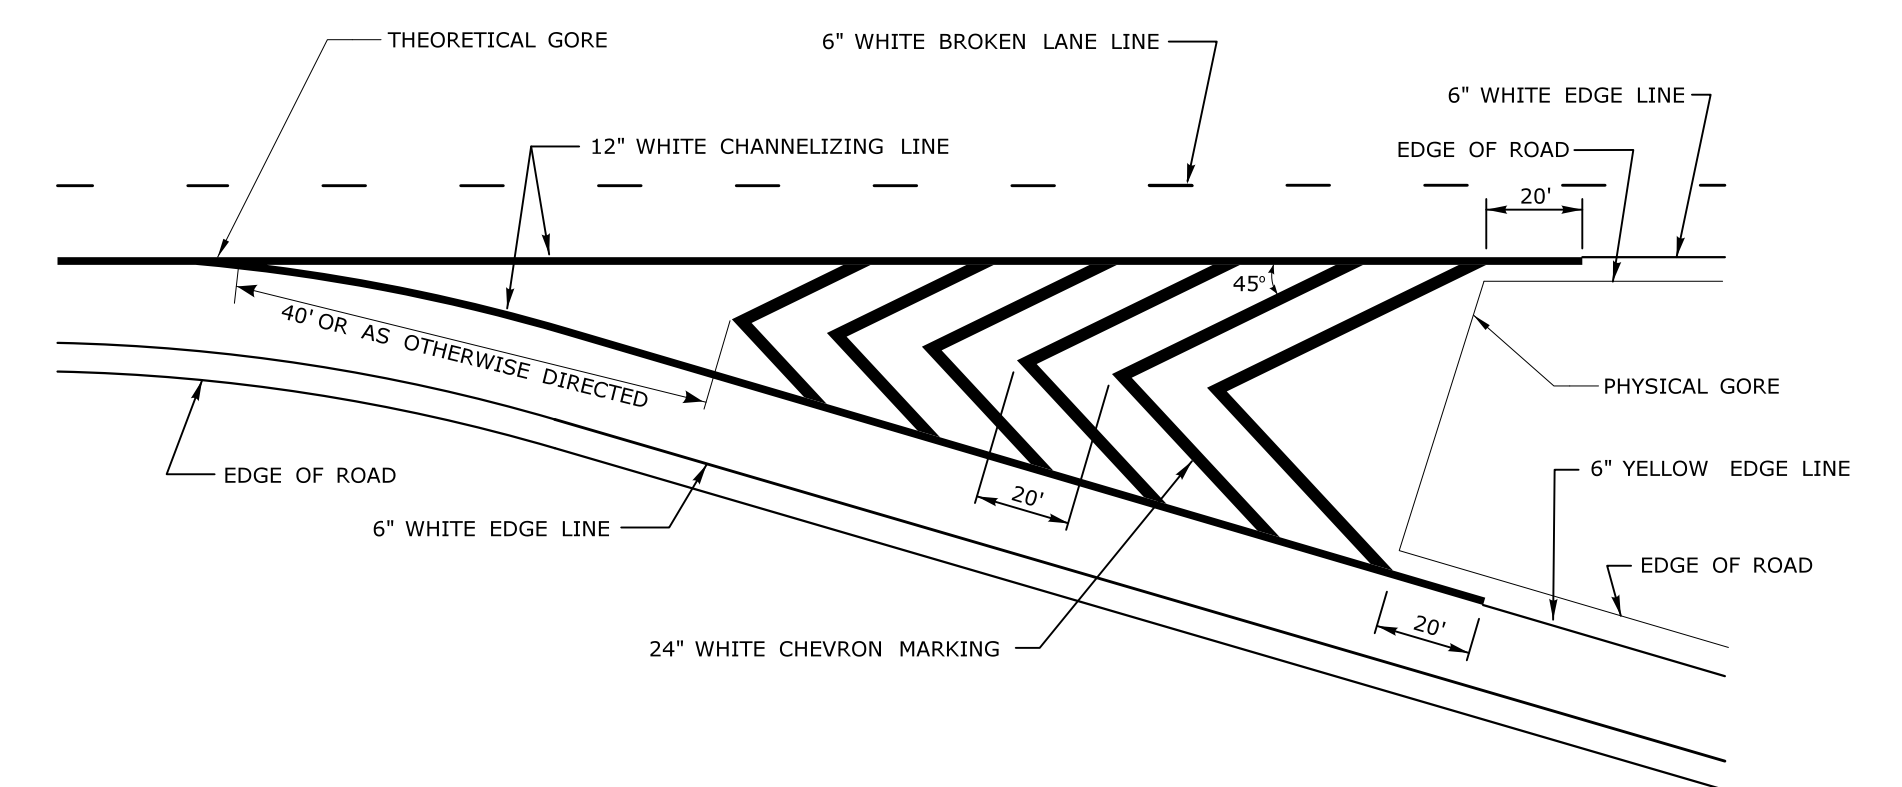 THEORETICAL GORE
6" WHITE BROKEN LANE LINE
6" WHITE EDGE LINE
12" WHITE CHANNELIZING LINE
EDGE OF ROAD
20'
45°
40' OR AS OTHERWISE DIRECTED
PHYSICAL GORE
EDGE OF ROAD
6" YELLOW EDGE LINE
20'
6" WHITE EDGE LINE
EDGE OF ROAD
20'
24" WHITE CHEVRON MARKING